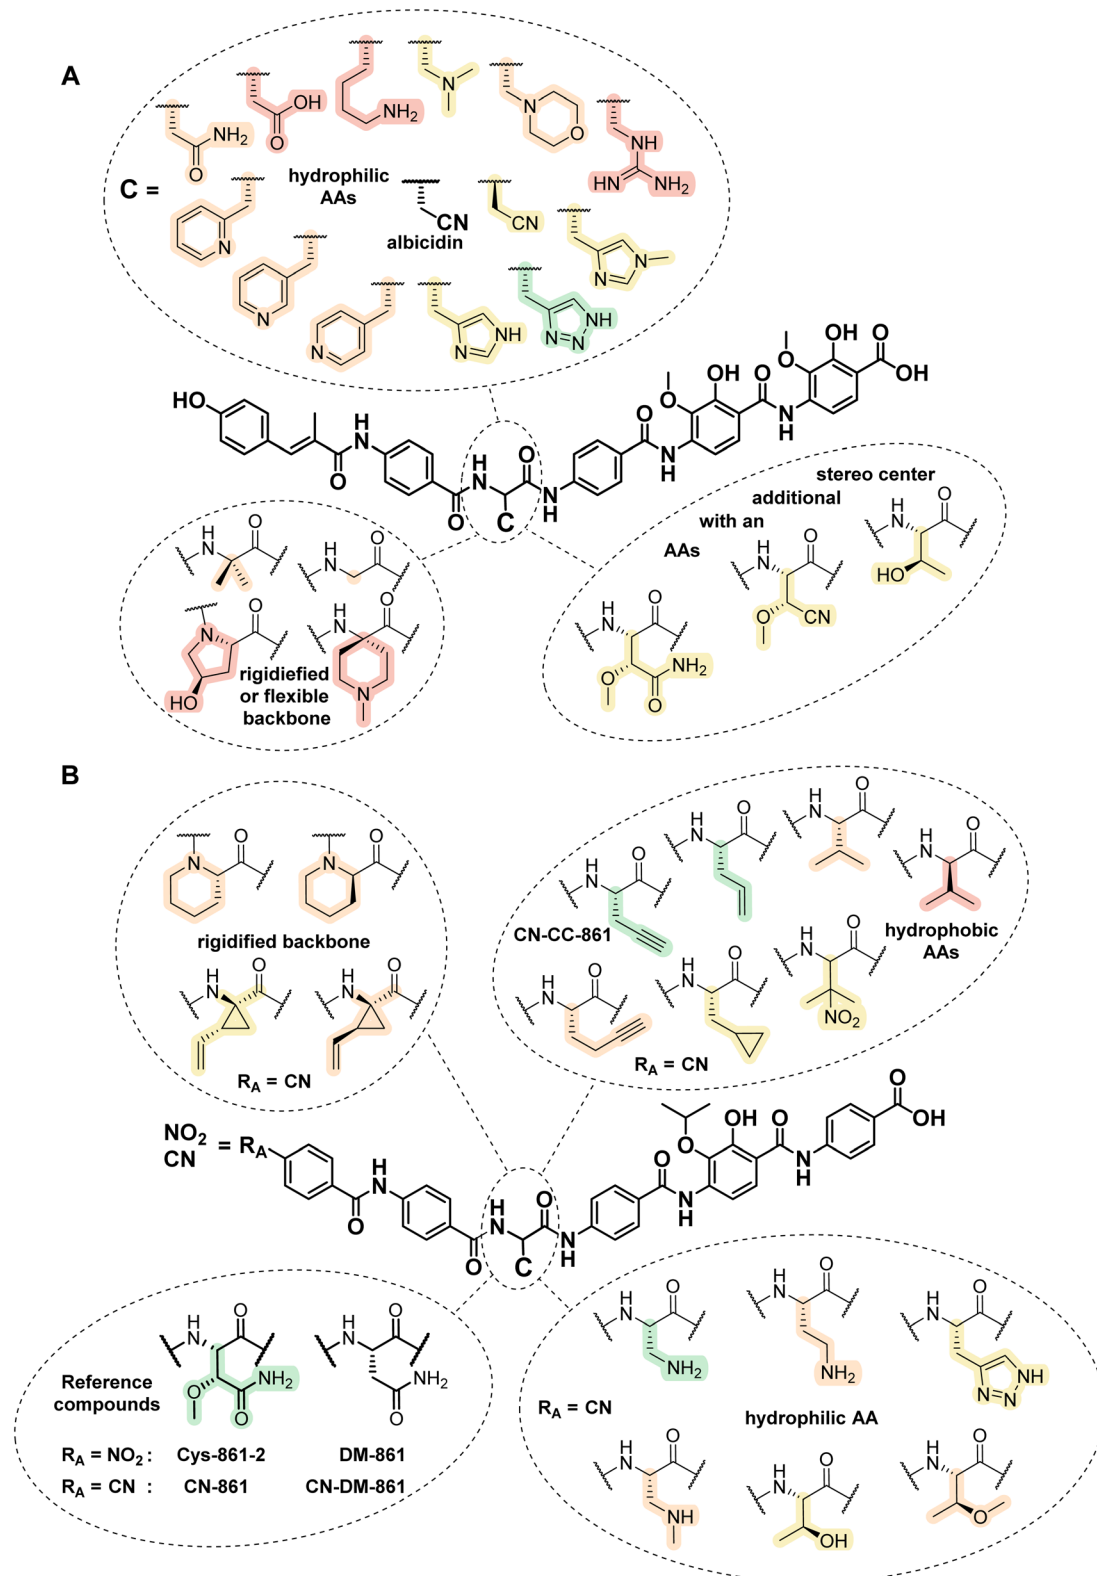 A
C =
OH
O
NH2
O
NH2
N
N
O
NH
HN
NH2
hydrophilic
AAs
CN
albicidin
CN
N
N
N
N
N
N
NH
N
N
NH
HO
O
H
N
O
H
N
O
C
O
N
H
O
N
H
O
OH
O
N
H
O
OH
O
OH
H
N
O
H
N
O
N
O
HO
H
N
O
N
rigidiefied
or flexible
backbone
stereo center
additional
with an
AAs
H
N
O
HO
H
N
O
O
CN
H
N
O
O
NH2
O
B
N
O
N
O
rigidified backbone
H
N
O
H
N
O
RA = CN
H
N
O
H
N
O
H
N
O
H
N
O
CN-CC-861
hydrophobic
AAs
H
N
O
H
N
O
H
N
O
NO2
RA = CN
NO2
CN
= RA
O
H
N
O
H
N
C
O
N
H
O
N
H
O
OH
O
N
H
O
OH
Reference
compounds
H
N
O
O
NH2
O
H
N
O
NH2
O
RA = NO2 : Cys-861-2 DM-861
RA = CN : CN-861 CN-DM-861
RA = CN
hydrophilic AA
H
N
O
NH2
H
N
O
NH2
H
N
O
NH
N
N
H
N
O
NH
H
N
O
OH
H
N
O
O